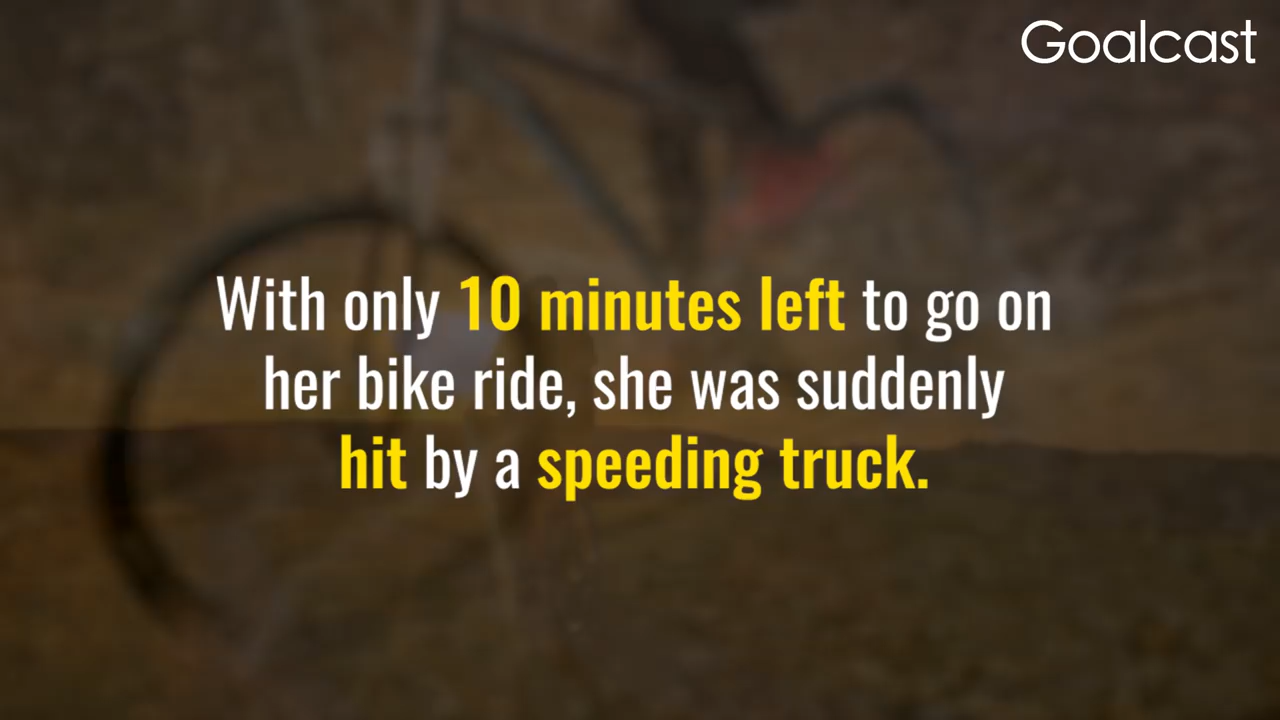 Goalcast
With only 10 minutes left to go on
her bike ride, she was suddenly
hit by a speeding truck.